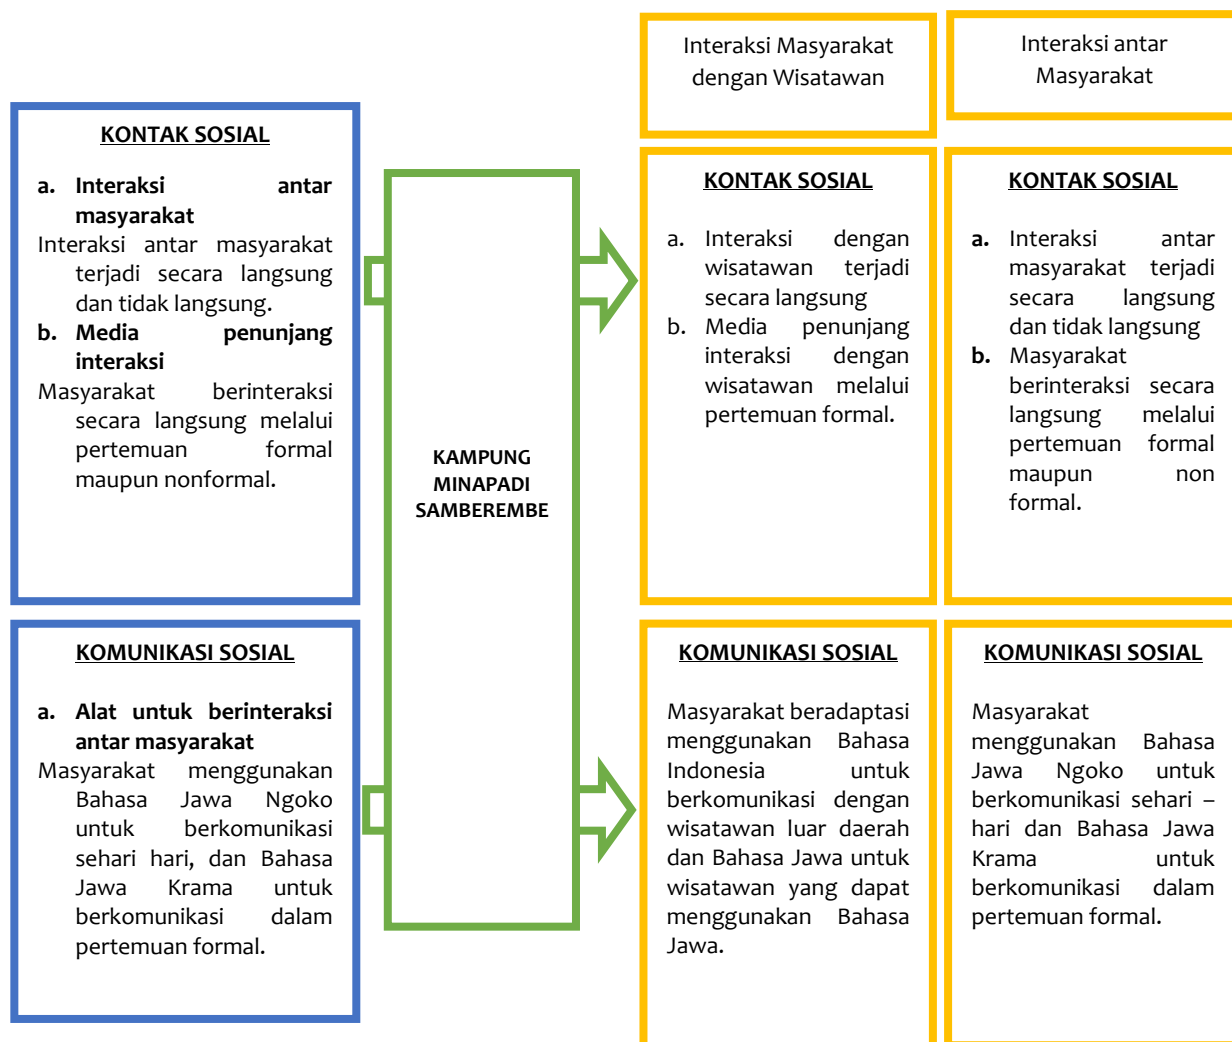 KONTAK SOSIAL
a. Interaksi antar
masyarakat
Interaksi antar masyarakat
terjadi secara langsung
dan tidak langsung.
b. Media penunjang
interaksi
Masyarakat berinteraksi
secara langsung melalui
pertemuan formal
maupun nonformal.
KOMUNIKASI SOSIAL
a. Alat untuk berinteraksi
antar masyarakat
Masyarakat menggunakan
Bahasa Jawa Ngoko
untuk berkomunikasi
sehari hari, dan Bahasa
Jawa Krama untuk
berkomunikasi dalam
pertemuan formal.
KAMPUNG
MINAPADI
SAMBEREMBE
Interaksi Masyarakat
dengan Wisatawan
KONTAK SOSIAL
a. Interaksi dengan
wisatawan terjadi
secara langsung
b. Media penunjang
interaksi dengan
wisatawan melalui
pertemuan formal.
KOMUNIKASI SOSIAL
Masyarakat beradaptasi
menggunakan Bahasa
Indonesia untuk
berkomunikasi dengan
wisatawan luar daerah
dan Bahasa Jawa untuk
wisatawan yang dapat
menggunakan Bahasa
Jawa.
Interaksi antar
Masyarakat
KONTAK SOSIAL
a. Interaksi antar
masyarakat terjadi
secara langsung
dan tidak langsung
b. Masyarakat
berinteraksi secara
langsung melalui
pertemuan formal
maupun non
formal.
KOMUNIKASI SOSIAL
Masyarakat
menggunakan Bahasa
Jawa Ngoko untuk
berkomunikasi sehari –
hari dan Bahasa Jawa
Krama untuk
berkomunikasi dalam
pertemuan formal.